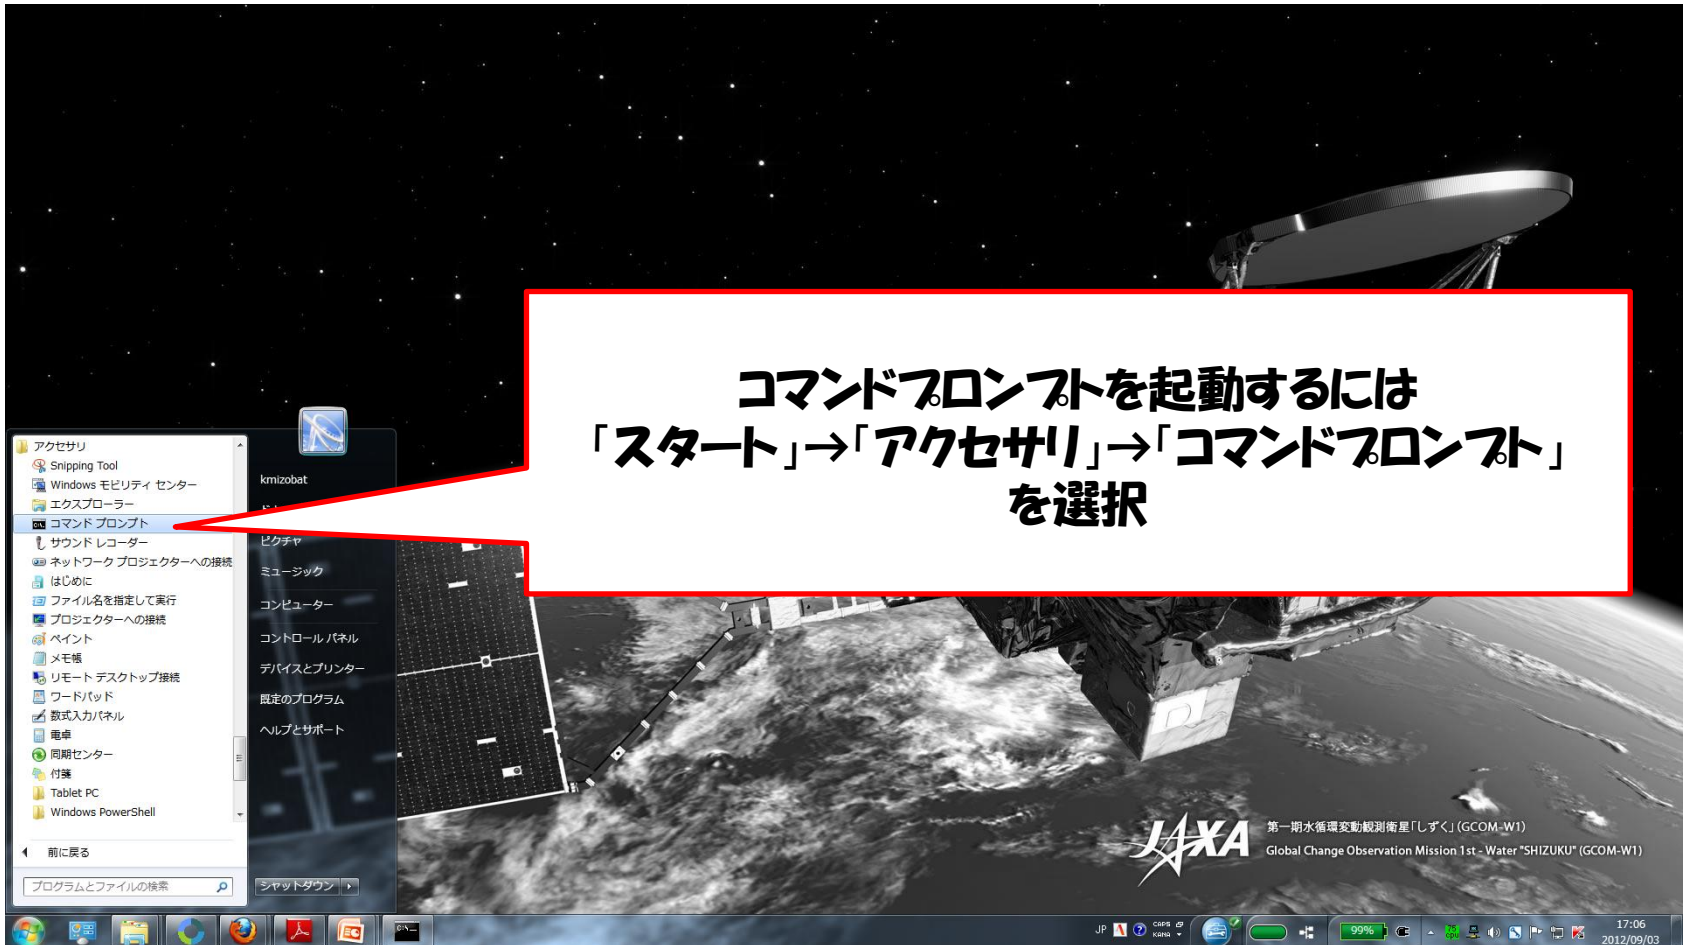 コマンドプロンプトを起動するには
「スタート」→「アクセサリ」→「コマンドプロンプト」
を選択
アクセサリ
Snipping Tool
Windows モビリティ センター
エクスプローラー
コマンド プロンプト
サウンド レコーダー
ネットワーク プロジェクターへの接続
はじめに
ファイル名を指定して実行
プロジェクターへの接続
ペイント
メモ帳
リモート デスクトップ接続
ワードパッド
数式入力パネル
電卓
同期センター
付箋
Tablet PC
Windows PowerShell
前に戻る
プログラムとファイルの検索
kmizobat
ピクチャ
ミュージック
コンピューター
コントロール パネル
デバイスとプリンター
既定のプログラム
ヘルプとサポート
シャットダウン
JAXA
第一期水循環変動観測衛星「しずく」(GCOM-W1)
Global Change Observation Mission 1st - Water "SHIZUKU" (GCOM-W1)
JP
CAPS
KANA
99%
17:06
2012/09/03